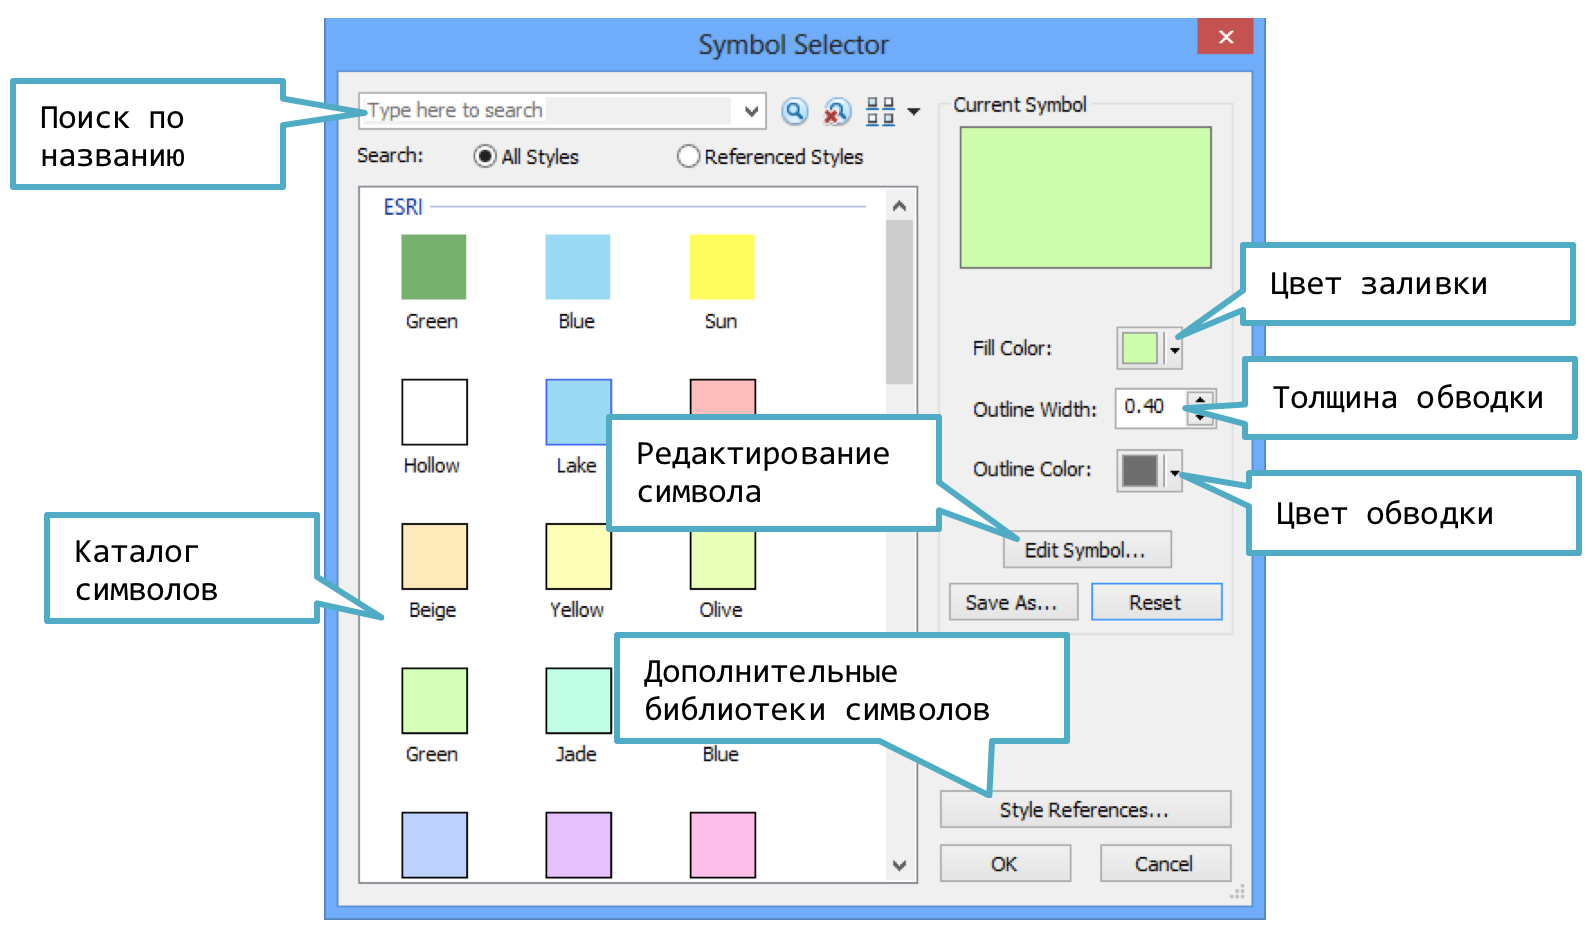 Symbol Selector
Поиск по
названию
Type here to search
Search:
All Styles
Referenced Styles
Current Symbol
ESRI
Green
Blue
Sun
Цвет заливки
Fill Color:
Толщина обводки
Outline Width:
0.40
Hollow
Lake
Редактирование
символа
Outline Color:
Цвет обводки
Каталог
символов
Edit Symbol...
Beige
Yellow
Olive
Save As...
Reset
Дополнительные
библиотеки символов
Green
Jade
Blue
Style References...
OK
Cancel